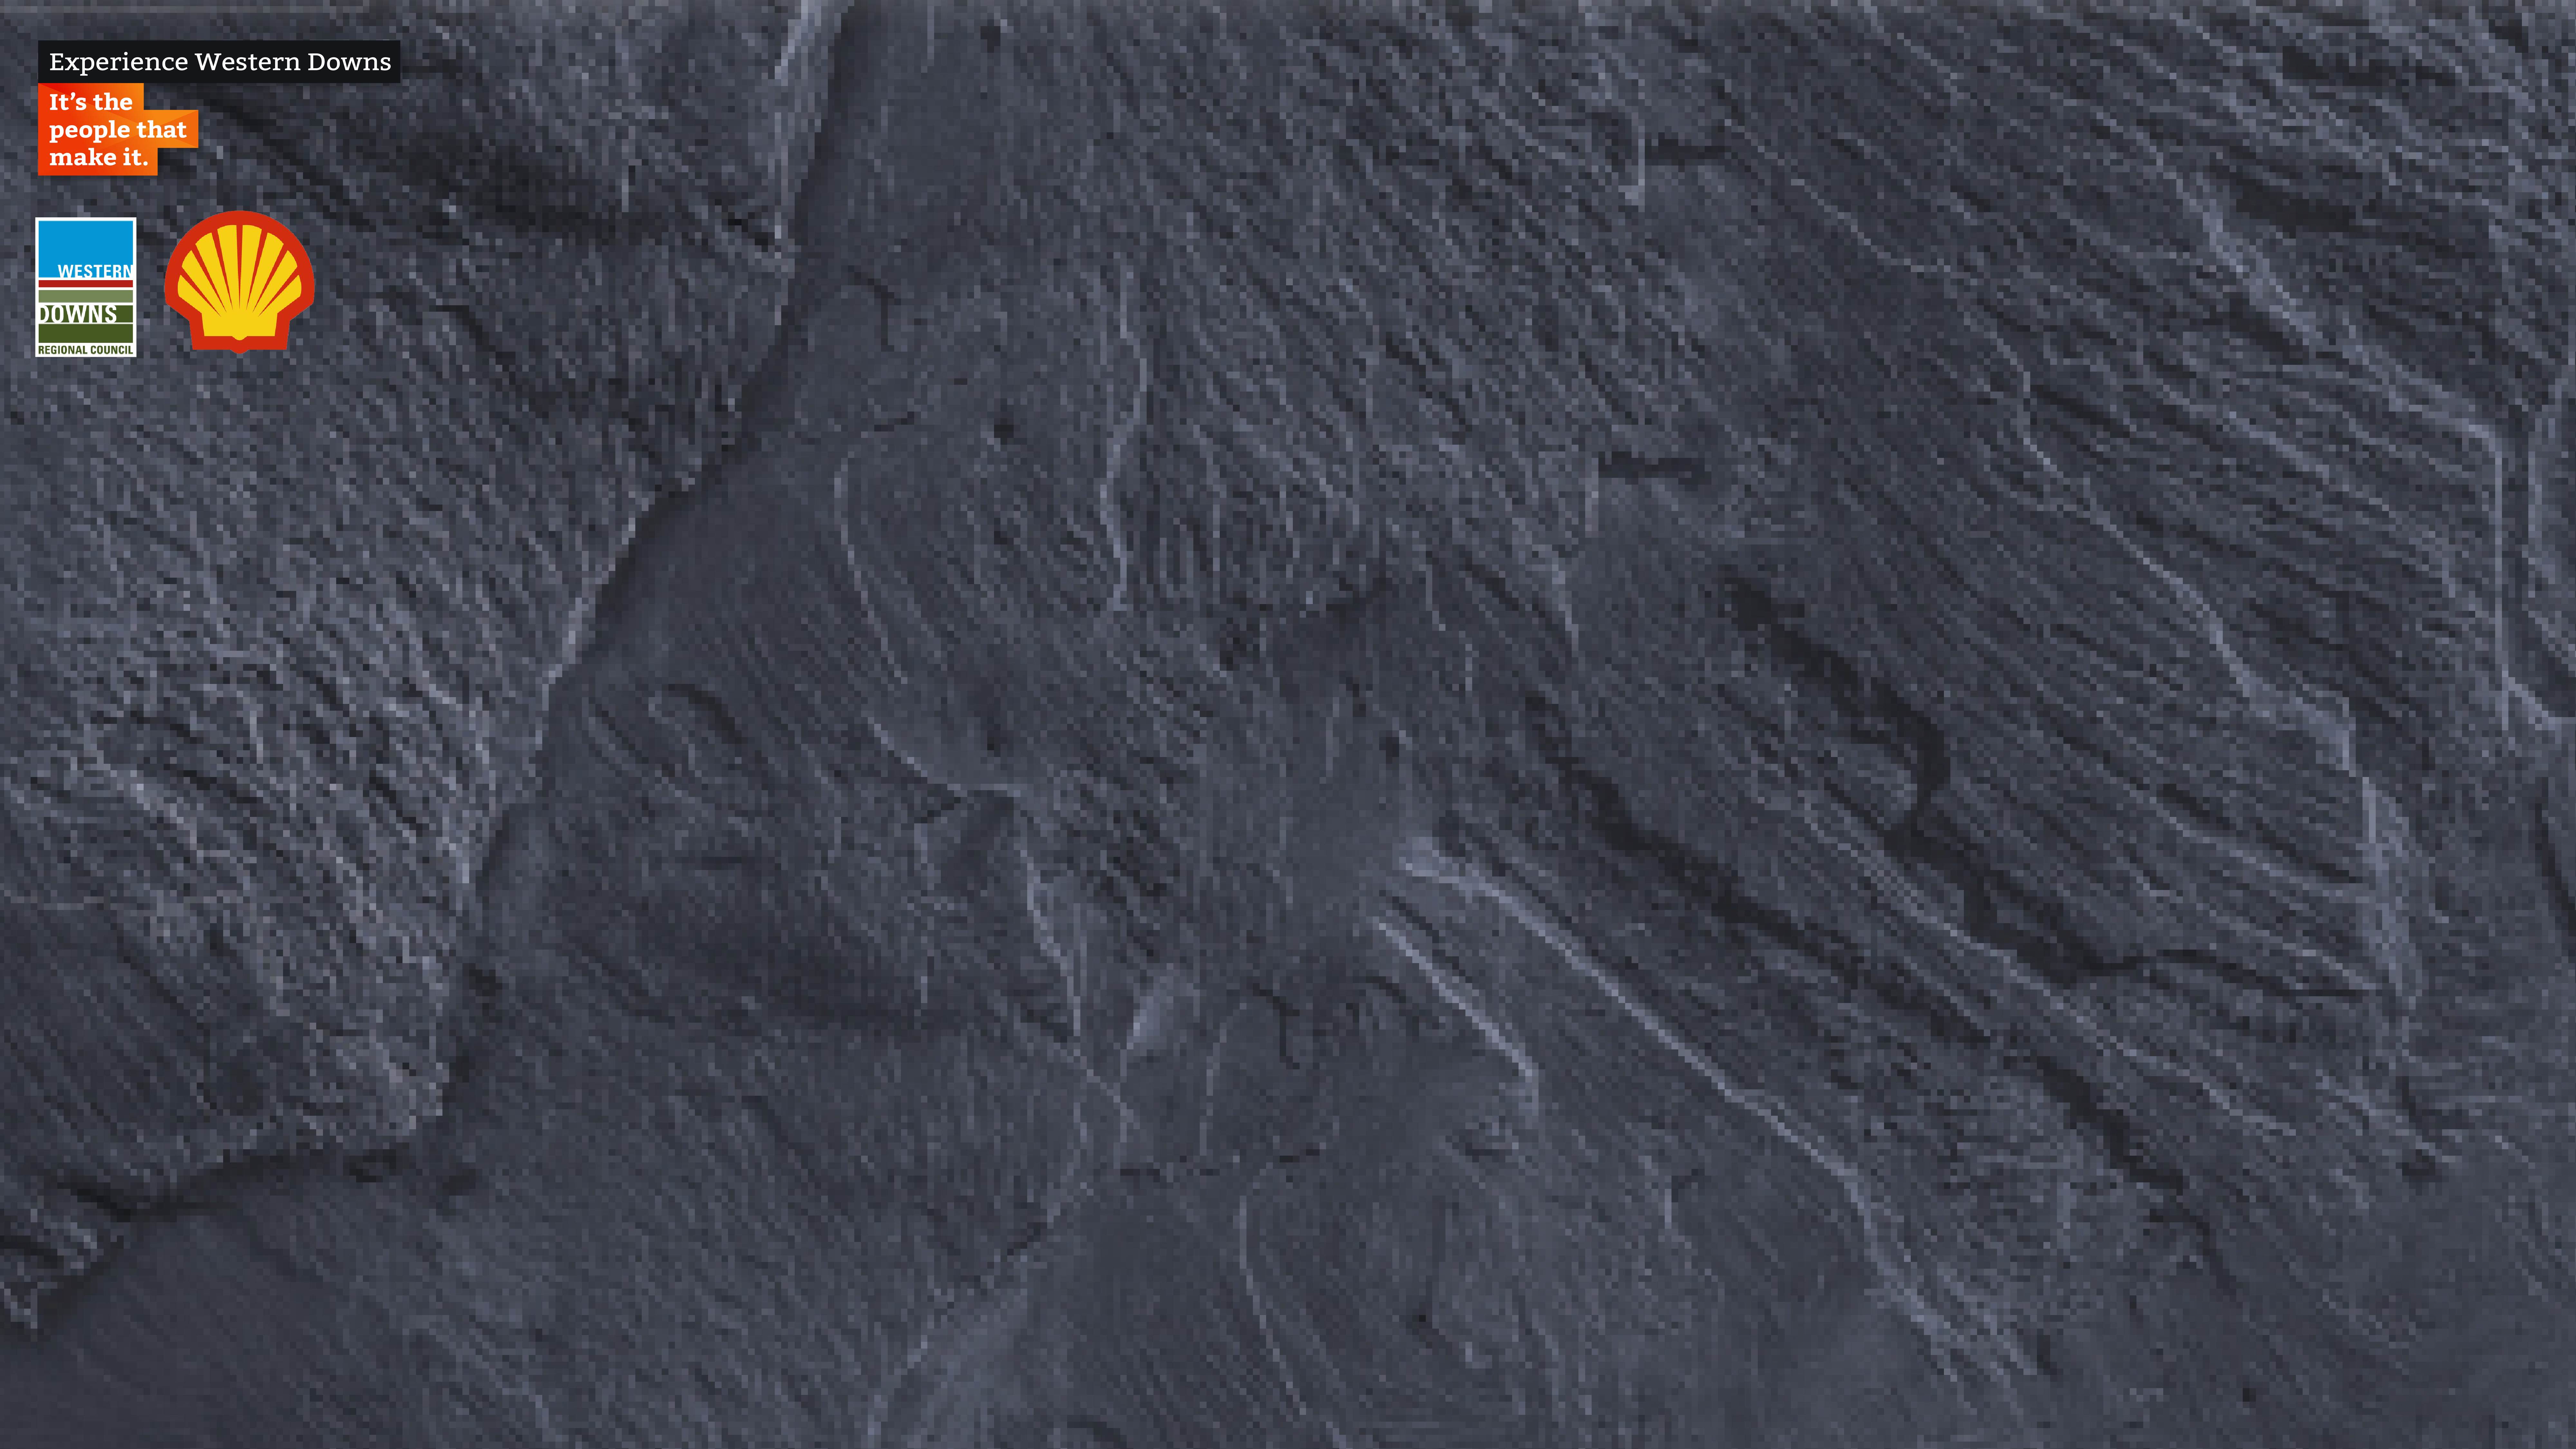 Experience Western Downs
It's the
people that
make it.
WESTERN
DOWNS
REGIONAL COUNCIL